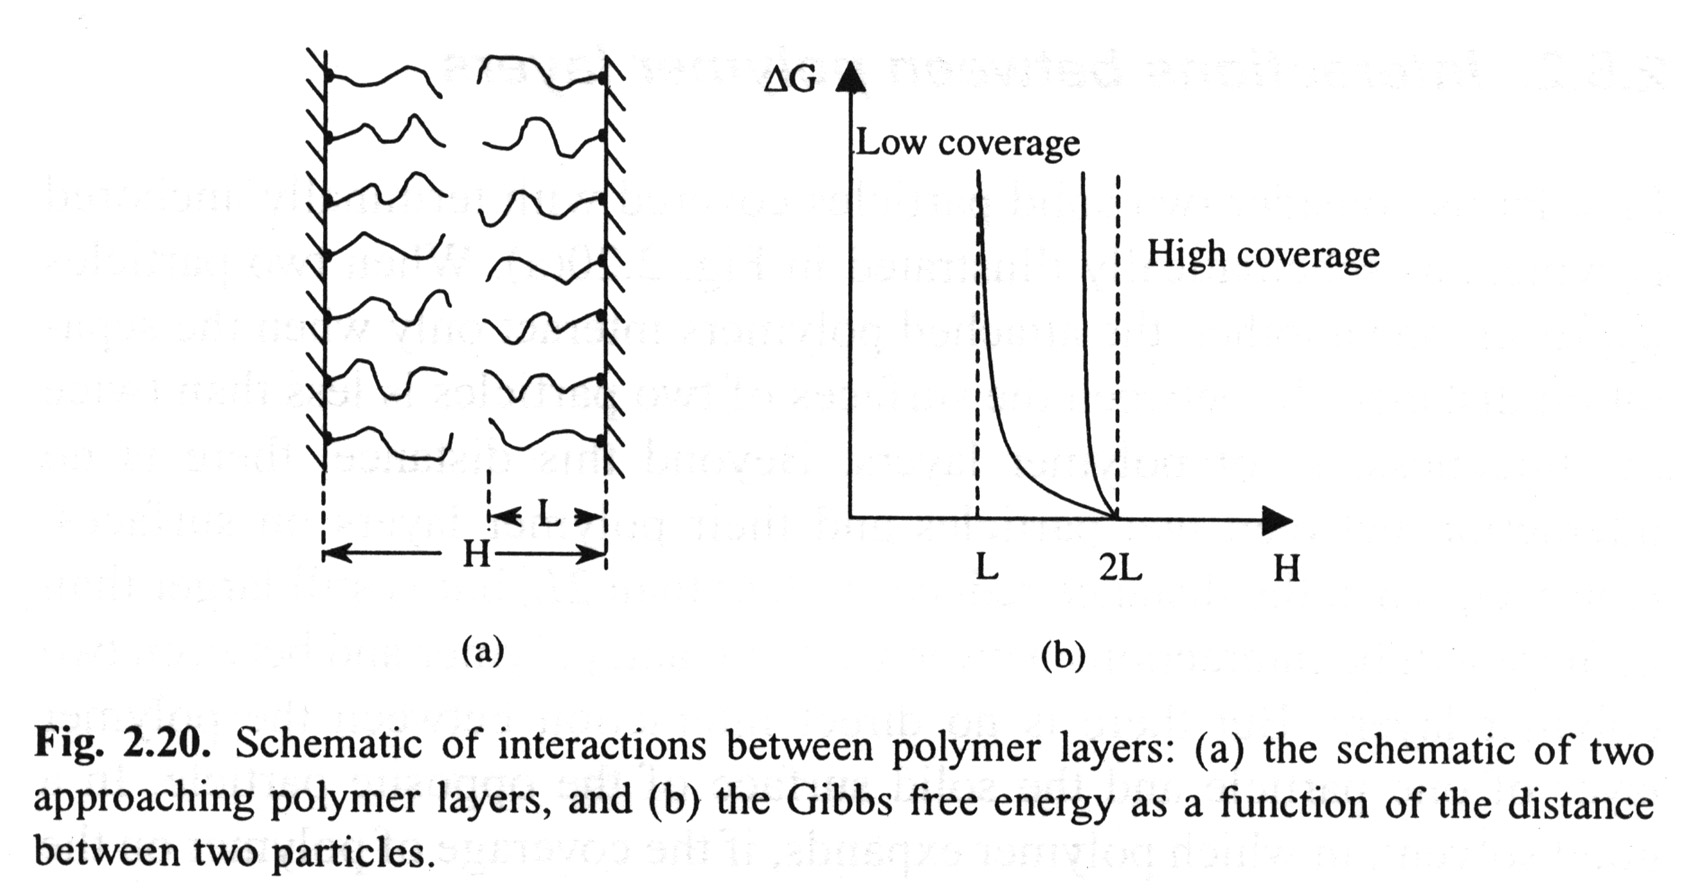 ΔG
Low coverage
High coverage
L
H
L
2L
H
(a)
(b)
Fig. 2.20. Schematic of interactions between polymer layers: (a) the schematic of two
approaching polymer layers, and (b) the Gibbs free energy as a function of the distance
between two particles.